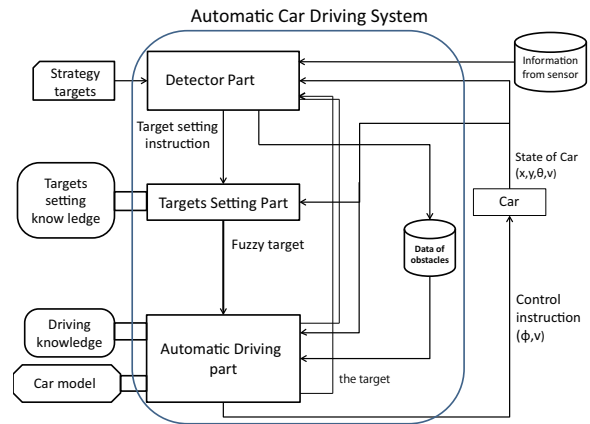 Automatic Car Driving System
Strategy
targets
Detector Part
Information
from sensor
Target setting
instruction
State of Car
(x,y,θ,v)
Targets
setting
know ledge
Targets Setting Part
Car
Fuzzy target
Data of
obstacles
Driving
knowledge
Automatic Driving
part
Control
instruction
(ϕ,v)
Car model
the target